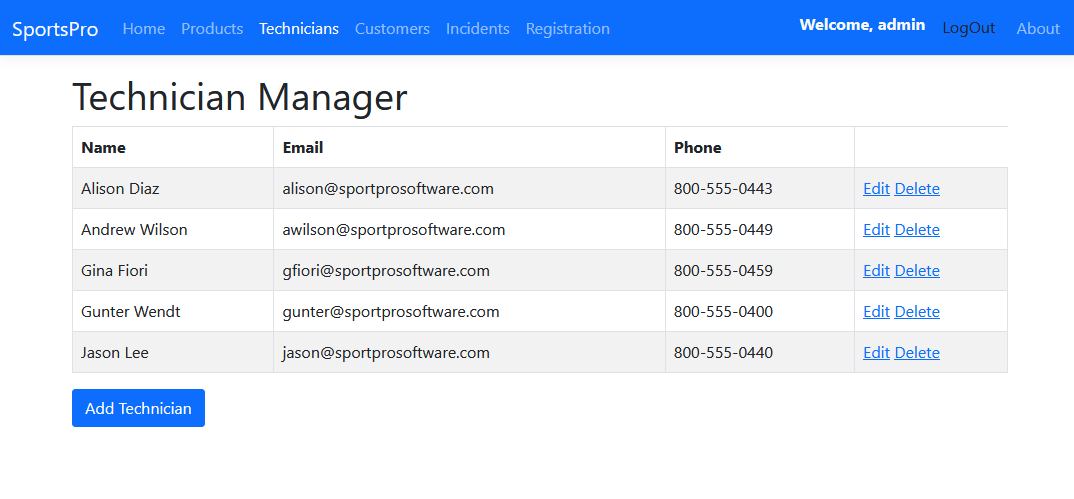 SportsPro Home Products Technicians Customers Incidents Registration Welcome, admin LogOut About
Technician Manager
Name Email Phone
Alison Diaz alison@sportprosoftware.com 800-555-0443 Edit Delete
Andrew Wilson awilson@sportprosoftware.com 800-555-0449 Edit Delete
Gina Fiori gfiori@sportprosoftware.com 800-555-0459 Edit Delete
Gunter Wendt gunter@sportprosoftware.com 800-555-0400 Edit Delete
Jason Lee jason@sportprosoftware.com 800-555-0440 Edit Delete
Add Technician